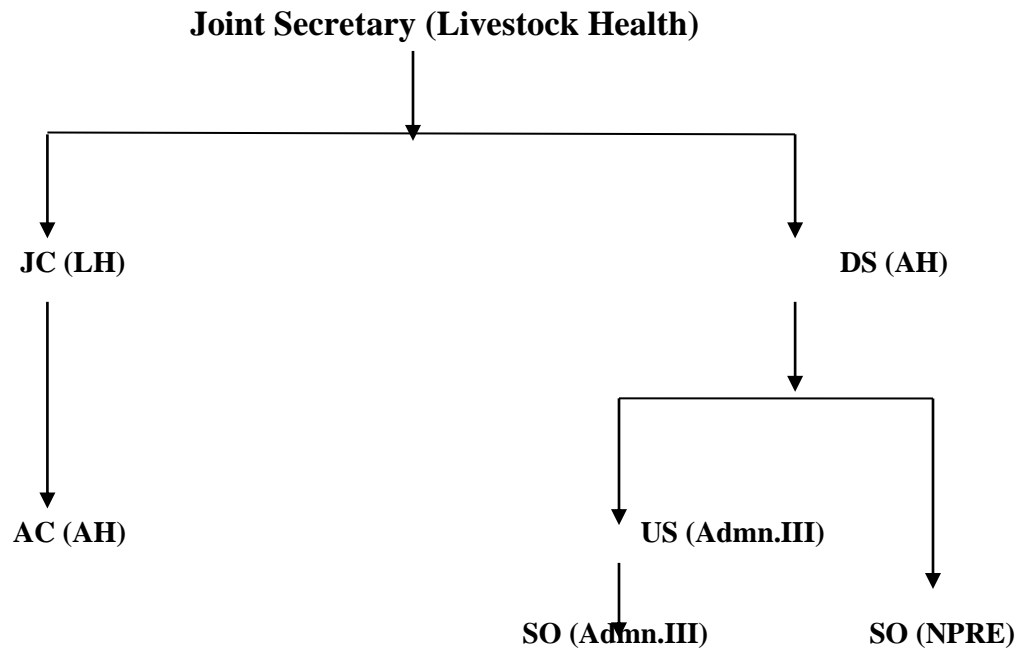 Joint Secretary (Livestock Health)
JC (LH)
DS (AH)
AC (AH)
US (Admn.III)
SO (Admn.III)
SO (NPRE)